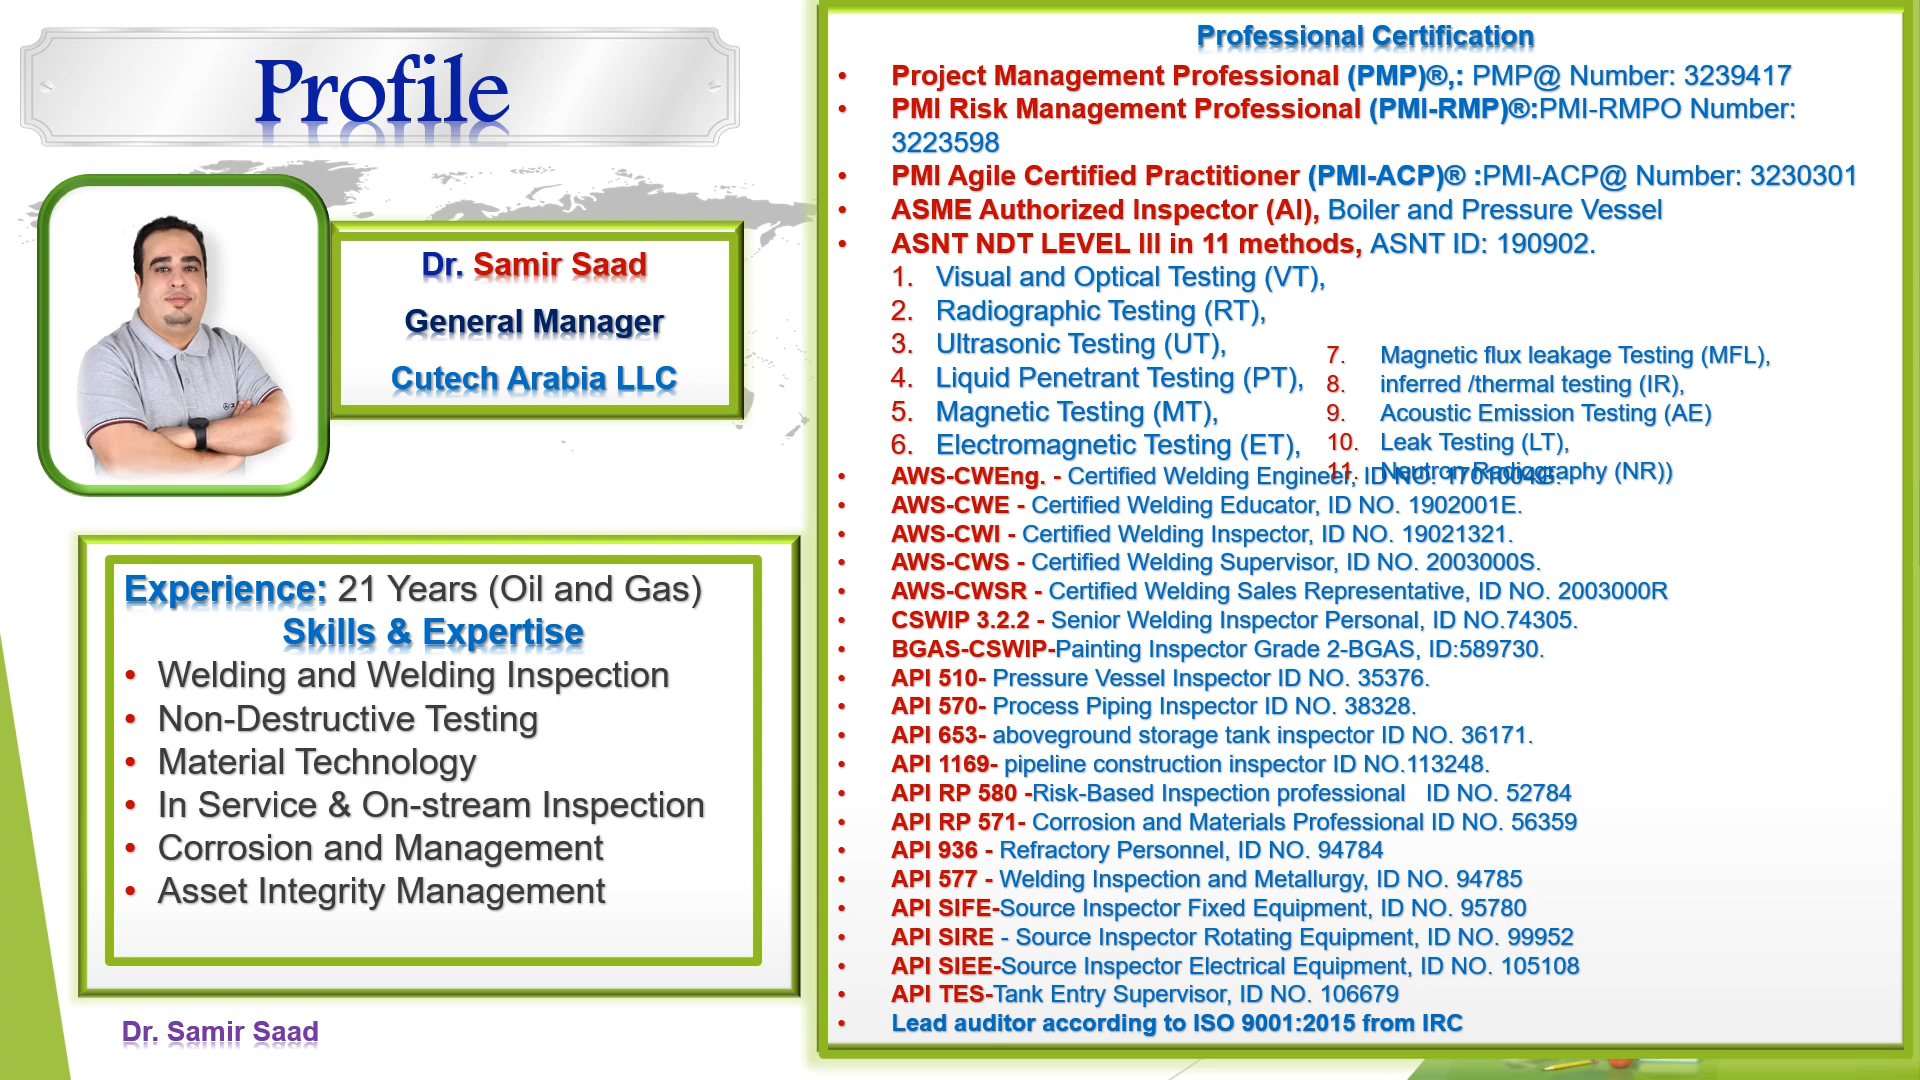 Profile
Dr. Samir Saad
General Manager
Cutech Arabia LLC
Experience: 21 Years (Oil and Gas)
Skills & Expertise
• Welding and Welding Inspection
• Non-Destructive Testing
• Material Technology
• In Service & On-stream Inspection
• Corrosion and Management
• Asset Integrity Management
Dr. Samir Saad
Professional Certification
• Project Management Professional (PMP)®,: PMP@ Number: 3239417
• PMI Risk Management Professional (PMI-RMP)®:PMI-RMPO Number:
3223598
• PMI Agile Certified Practitioner (PMI-ACP)® :PMI-ACP@ Number: 3230301
• ASME Authorized Inspector (AI), Boiler and Pressure Vessel
• ASNT NDT LEVEL III in 11 methods, ASNT ID: 190902.
1. Visual and Optical Testing (VT),
2. Radiographic Testing (RT),
3. Ultrasonic Testing (UT),
4. Liquid Penetrant Testing (PT),
5. Magnetic Testing (MT),
6. Electromagnetic Testing (ET),
7. Magnetic flux leakage Testing (MFL),
8. inferred /thermal testing (IR),
9. Acoustic Emission Testing (AE)
10. Leak Testing (LT),
11. Neutron Radiography (NR))
• AWS-CWEng. - Certified Welding Engineer, ID NO.
• AWS-CWE - Certified Welding Educator, ID NO. 1902001E.
• AWS-CWI - Certified Welding Inspector, ID NO. 19021321.
• AWS-CWS - Certified Welding Supervisor, ID NO. 2003000S.
• AWS-CWSR - Certified Welding Sales Representative, ID NO. 2003000R
• CSWIP 3.2.2 - Senior Welding Inspector Personal, ID NO.74305.
• BGAS-CSWIP-Painting Inspector Grade 2-BGAS, ID:589730.
• API 510- Pressure Vessel Inspector ID NO. 35376.
• API 570- Process Piping Inspector ID NO. 38328.
• API 653- aboveground storage tank inspector ID NO. 36171.
• API 1169- pipeline construction inspector ID NO.113248.
• API RP 580 -Risk-Based Inspection professional ID NO. 52784
• API RP 571- Corrosion and Materials Professional ID NO. 56359
• API 936 - Refractory Personnel, ID NO. 94784
• API 577 - Welding Inspection and Metallurgy, ID NO. 94785
• API SIFE-Source Inspector Fixed Equipment, ID NO. 95780
• API SIRE - Source Inspector Rotating Equipment, ID NO. 99952
• API SIEE-Source Inspector Electrical Equipment, ID NO. 105108
• API TES-Tank Entry Supervisor, ID NO. 106679
• Lead auditor according to ISO 9001:2015 from IRC